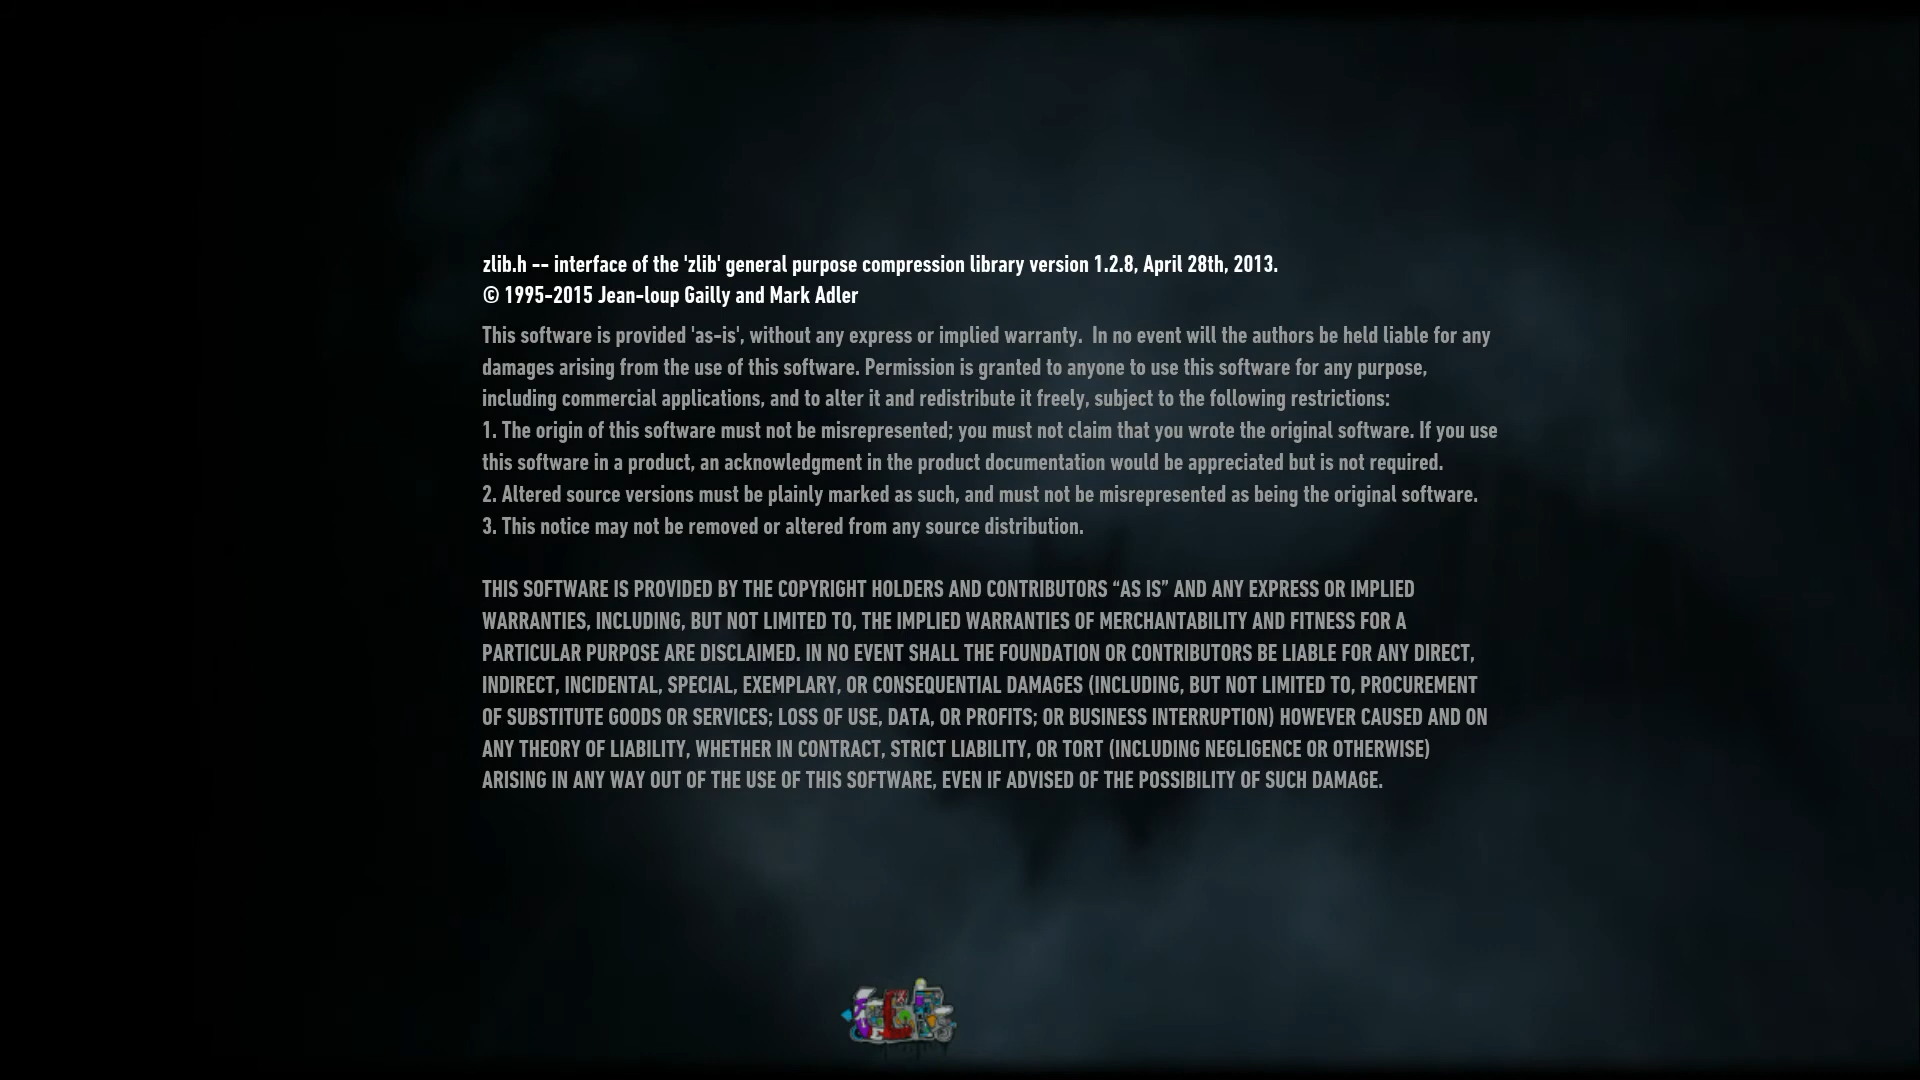 zlib.h -- interface of the 'zlib' general purpose compression library version 1.2.8, April 28th, 2013.
© 1995-2015 Jean-loup Gailly and Mark Adler
This software is provided 'as-is', without any express or implied warranty.  In no event will the authors be held liable for any
damages arising from the use of this software. Permission is granted to anyone to use this software for any purpose,
including commercial applications, and to alter it and redistribute it freely, subject to the following restrictions:
1. The origin of this software must not be misrepresented; you must not claim that you wrote the original software. If you use
this software in a product, an acknowledgment in the product documentation would be appreciated but is not required.
2. Altered source versions must be plainly marked as such, and must not be misrepresented as being the original software.
3. This notice may not be removed or altered from any source distribution.
THIS SOFTWARE IS PROVIDED BY THE COPYRIGHT HOLDERS AND CONTRIBUTORS “AS IS” AND ANY EXPRESS OR IMPLIED
WARRANTIES, INCLUDING, BUT NOT LIMITED TO, THE IMPLIED WARRANTIES OF MERCHANTABILITY AND FITNESS FOR A
PARTICULAR PURPOSE ARE DISCLAIMED. IN NO EVENT SHALL THE FOUNDATION OR CONTRIBUTORS BE LIABLE FOR ANY DIRECT,
INDIRECT, INCIDENTAL, SPECIAL, EXEMPLARY, OR CONSEQUENTIAL DAMAGES (INCLUDING, BUT NOT LIMITED TO, PROCUREMENT
OF SUBSTITUTE GOODS OR SERVICES; LOSS OF USE, DATA, OR PROFITS; OR BUSINESS INTERRUPTION) HOWEVER CAUSED AND ON
ANY THEORY OF LIABILITY, WHETHER IN CONTRACT, STRICT LIABILITY, OR TORT (INCLUDING NEGLIGENCE OR OTHERWISE)
ARISING IN ANY WAY OUT OF THE USE OF THIS SOFTWARE, EVEN IF ADVISED OF THE POSSIBILITY OF SUCH DAMAGE.